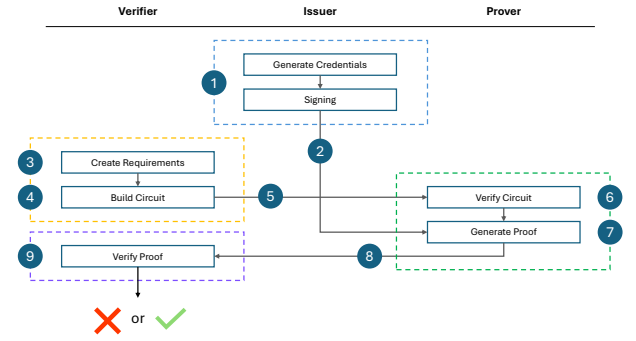 Verifier Issuer Prover
Generate Credentials
1
Signing
2
3 Create Requirements
4 Build Circuit 5 Verify Circuit 6
Generate Proof 7
9 Verify Proof 8
or